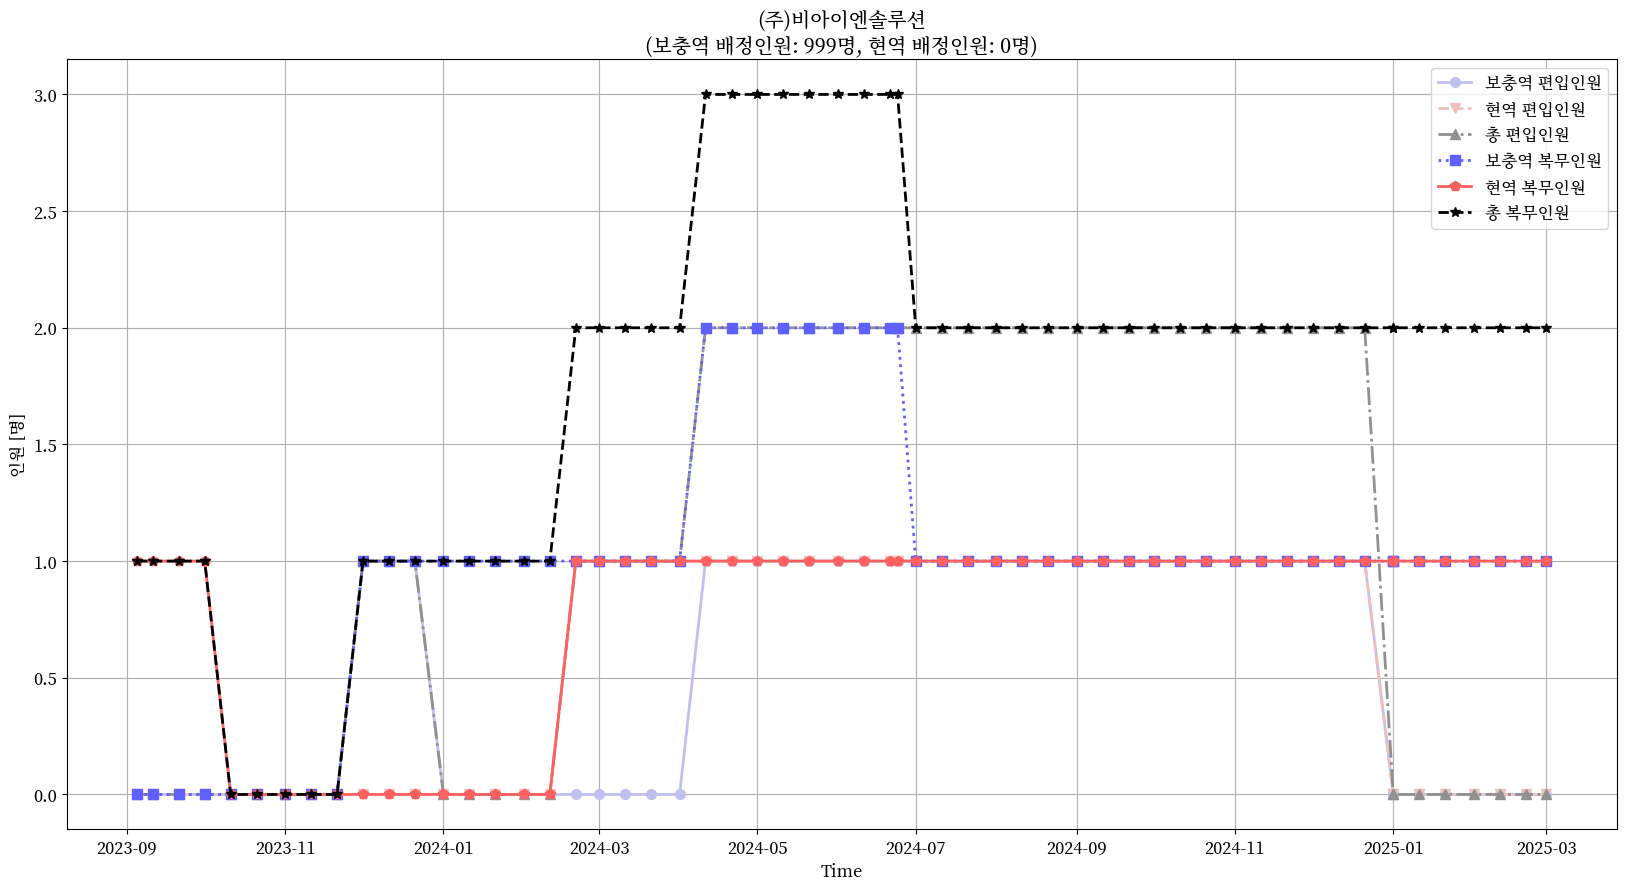 (주)비아이엔솔루션
(보충역 배정인원: 999명, 현역 배정인원: 0명)
보충역 편입인원
현역 편입인원
총 편입인원
보충역 복무인원
현역 복무인원
총 복무인원
인원 [명]
3.0
2.5
2.0
1.5
1.0
0.5
0.0
2023-09 2023-11 2024-01 2024-03 2024-05 2024-07 2024-09 2024-11 2025-01 2025-03
Time